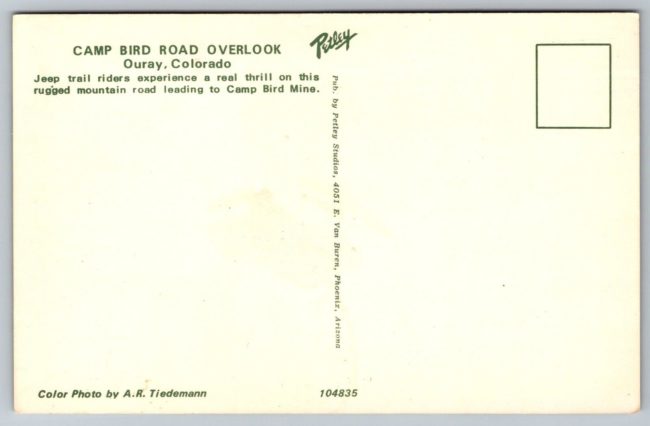 CAMP BIRD ROAD OVERLOOK
Ouray, Colorado
Jeep trail riders experience a real thrill on this
rugged mountain road leading to Camp Bird Mine.
Petley
Pub. by Petley Studios, 4051 E. Van Buren, Phoenix, Arizona
Color Photo by A.R. Tiedemann
104835